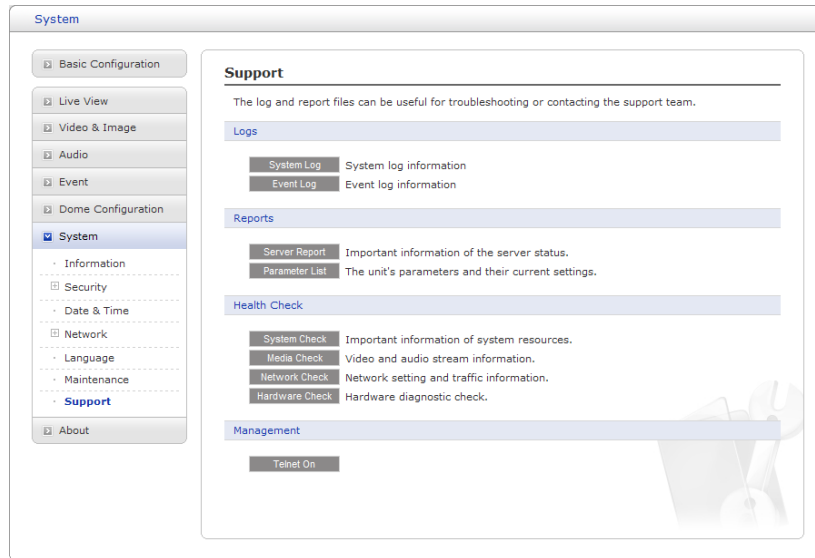 System
Basic Configuration
Live View
Video & Image
Audio
Event
Dome Configuration
System
Information
Security
Date & Time
Network
Language
Maintenance
Support
About
Support
The log and report files can be useful for troubleshooting or contacting the support team.
Logs
System Log System log information
Event Log Event log information
Reports
Server Report Important information of the server status.
Parameter List The unit's parameters and their current settings.
Health Check
System Check Important information of system resources.
Media Check Video and audio stream information.
Network Check Network setting and traffic information.
Hardware Check Hardware diagnostic check.
Management
Telnet On